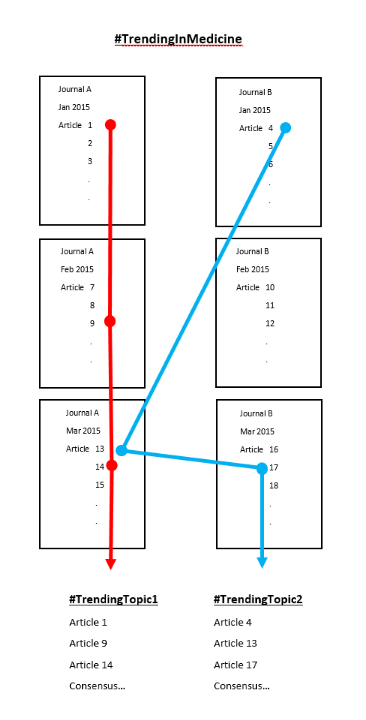 #TrendingInMedicine
Journal A
Jan 2015
Article 1
2
3
.
.
Journal B
Jan 2015
Article 4
5
6
.
.
Journal A
Feb 2015
Article 7
8
9
.
.
Journal B
Feb 2015
Article 10
11
12
.
.
Journal A
Mar 2015
Article 13
14
15
.
.
Journal B
Mar 2015
Article 16
17
18
.
.
#TrendingTopic1
Article 1
Article 9
Article 14
Consensus…
#TrendingTopic2
Article 4
Article 13
Article 17
Consensus…